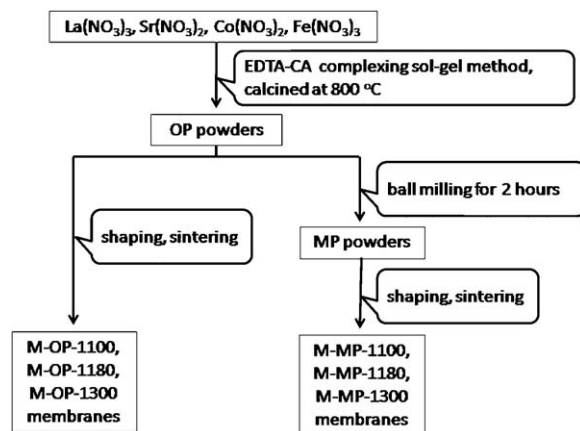 La(NO₃)₃, Sr(NO₃)₂, Co(NO₃)₂, Fe(NO₃)₃
EDTA-CA complexing sol-gel method,
calcined at 800 °C
OP powders
ball milling for 2 hours
shaping, sintering
MP powders
shaping, sintering
M-OP-1100,
M-OP-1180,
M-OP-1300
membranes
M-MP-1100,
M-MP-1180,
M-MP-1300
membranes